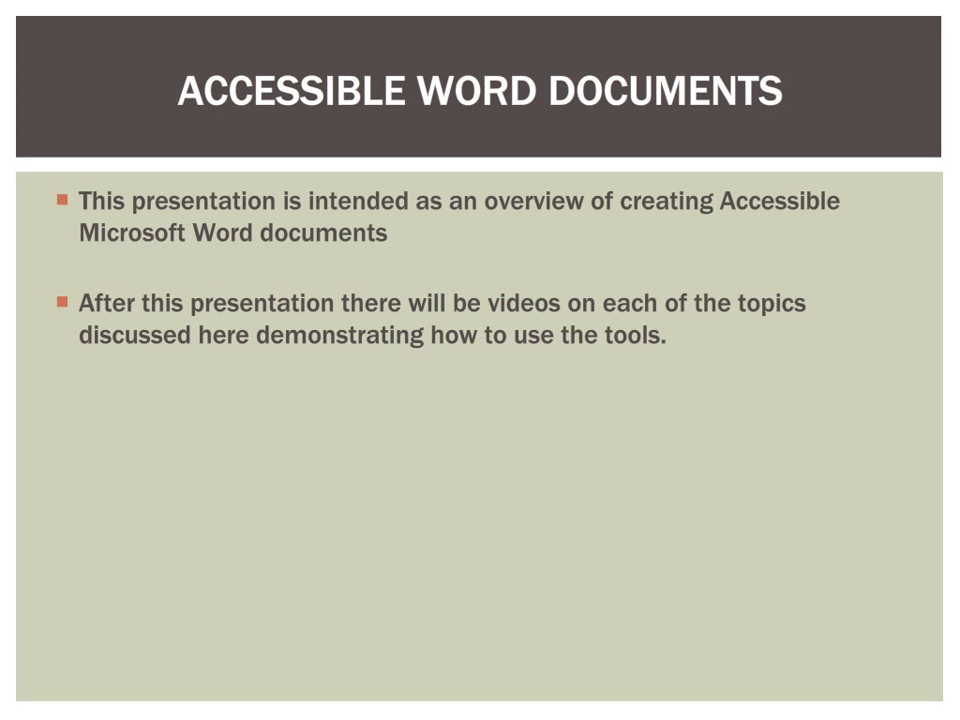 ACCESSIBLE WORD DOCUMENTS
This presentation is intended as an overview of creating Accessible
Microsoft Word documents
After this presentation there will be videos on each of the topics
discussed here demonstrating how to use the tools.